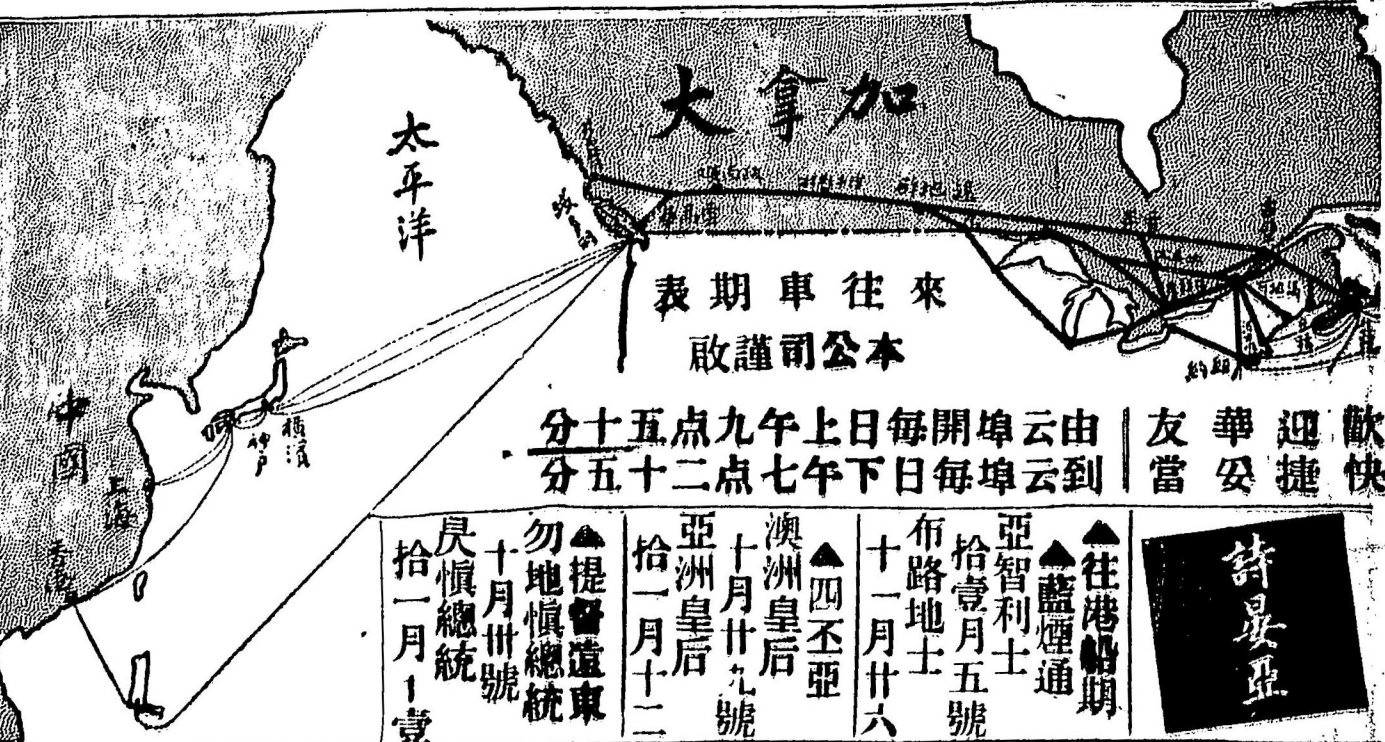 加拿大
太平洋
中國
上海
香港
神戶
橫濱
紐約
來往車期表
本公司謹啟
歡迎華友
快捷妥當
由云埠開每日上午九点五十分
到云埠每日下午七点二十五分
詩晏亞
▲往港船期
▲藍煙通
亞智利士
拾壹月五號
布路地士
十一月廿六
▲四丕亞
澳洲皇后
十月廿九號
亞洲皇后
拾一月十二
▲提督遠東
勿地慎總統
十月卅號
總統
拾一月